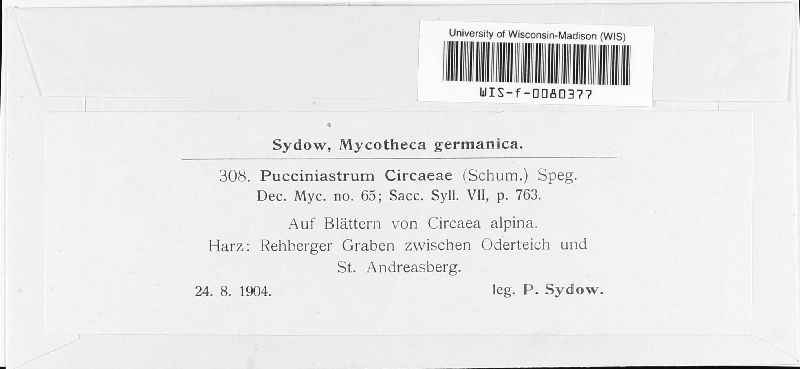 University of Wisconsin-Madison (WIS)
WIS-f-0080377
Sydow, Mycotheca germanica.
308. Pucciniastrum Circaeae (Schum.) Speg.
Dec. Myc. no. 65; Sacc. Syll. VII, p. 763.
Auf Blättern von Circaea alpina.
Harz: Rehberger Graben zwischen Oderteich und
St. Andreasberg.
24. 8. 1904. leg. P. Sydow.